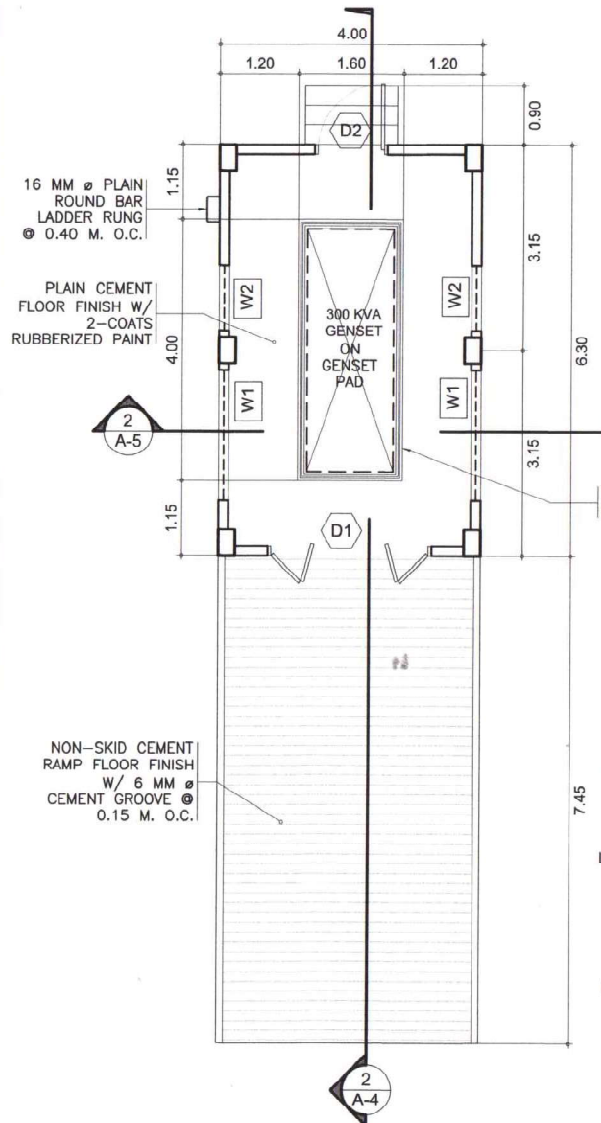 4.00
1.20
1.60
1.20
0.90
D2
1.15
16 MM ø PLAIN
ROUND BAR
LADDER RUNG
@ 0.40 M. O.C.
3.15
PLAIN CEMENT
FLOOR FINISH W/
2-COATS
RUBBERIZED PAINT
W2
W2
300 KVA
GENSET
ON
GENSET
PAD
4.00
6.30
W1
W1
2
A-5
3.15
1.15
D1
NON-SKID CEMENT
RAMP FLOOR FINISH
W/ 6 MM ø
CEMENT GROOVE @
0.15 M. O.C.
7.45
2
A-4